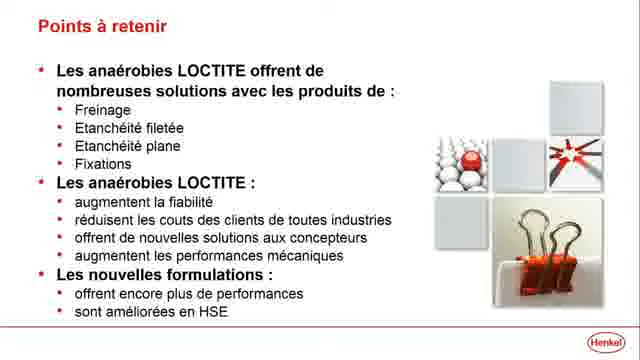 Points à retenir
• Les anaérobies LOCTITE offrent de
nombreuses solutions avec les produits de :
• Freinage
• Etanchéité filetée
• Etanchéité plane
• Fixations
• Les anaérobies LOCTITE :
• augmentent la fiabilité
• réduisent les couts des clients de toutes industries
• offrent de nouvelles solutions aux concepteurs
• augmentent les performances mécaniques
• Les nouvelles formulations :
• offrent encore plus de performances
• sont améliorées en HSE
Henkel